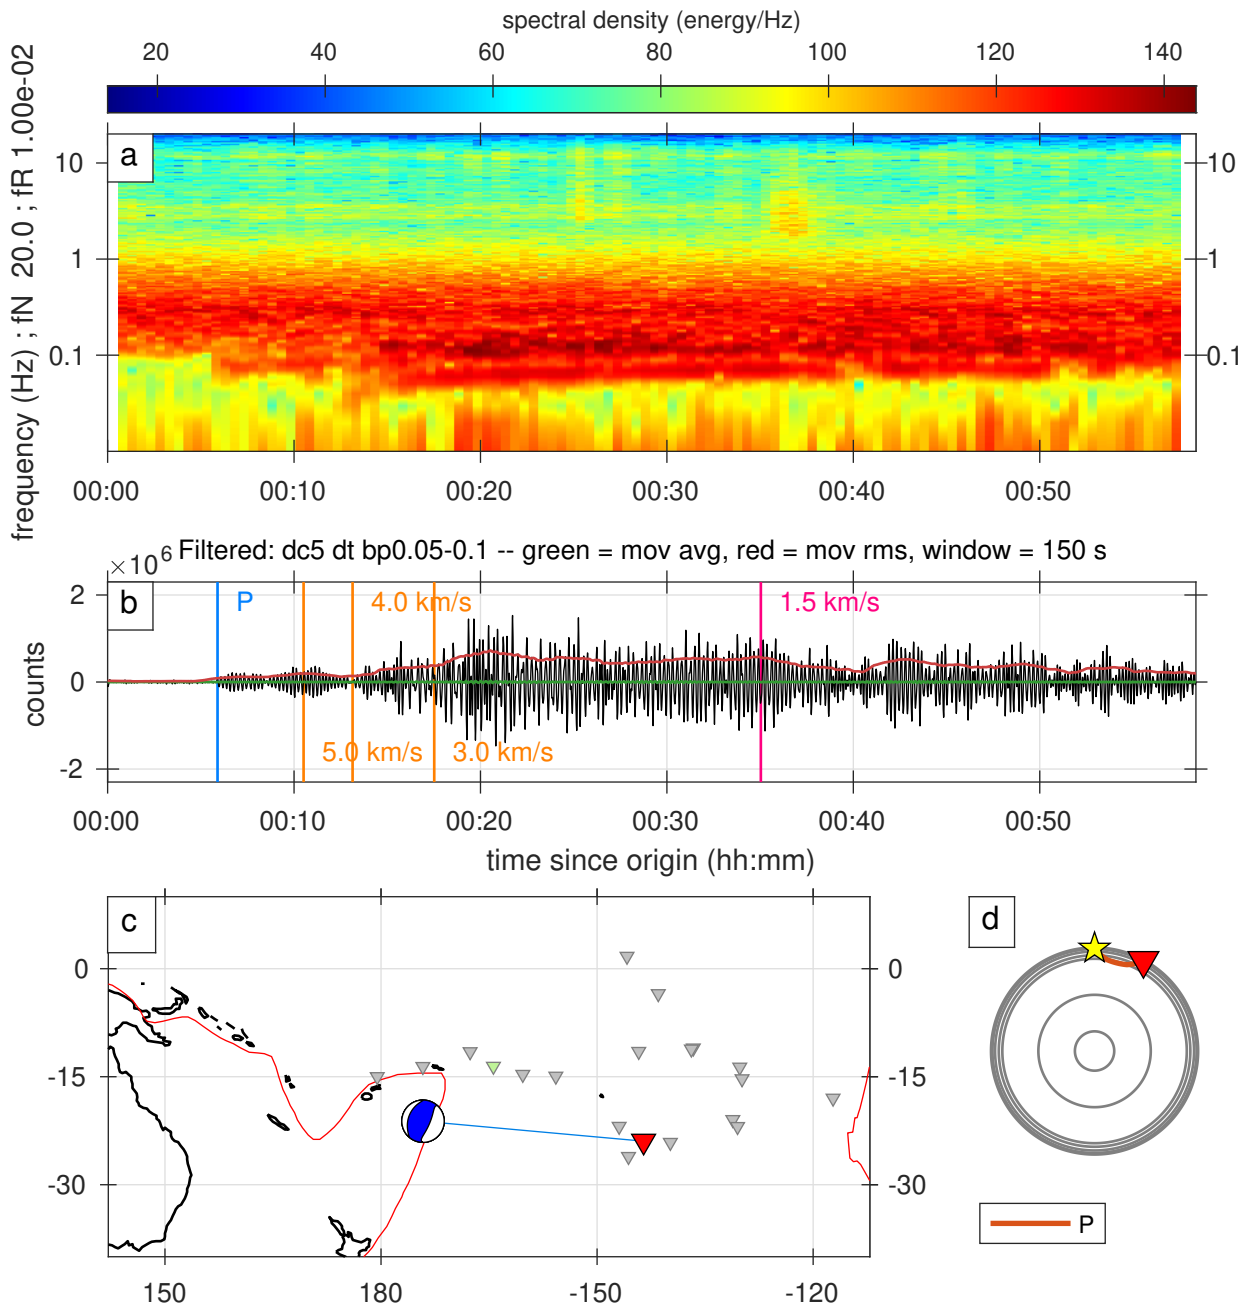 spectral density (energy/Hz)
20 40 60 80 100 120 140
frequency (Hz) ; fN 20.0 ; fR 1.00e-02
a
10 10
1 1
0.1 0.1
00:00 00:10 00:20 00:30 00:40 00:50
×10^6 Filtered: dc5 dt bp0.05-0.1 -- green = mov avg, red = mov rms, window = 150 s
b
counts
2
0
-2
P 4.0 km/s 1.5 km/s
5.0 km/s 3.0 km/s
00:00 00:10 00:20 00:30 00:40 00:50
time since origin (hh:mm)
c
0 0
-15 -15
-30 -30
150 180 -150 -120
d
P